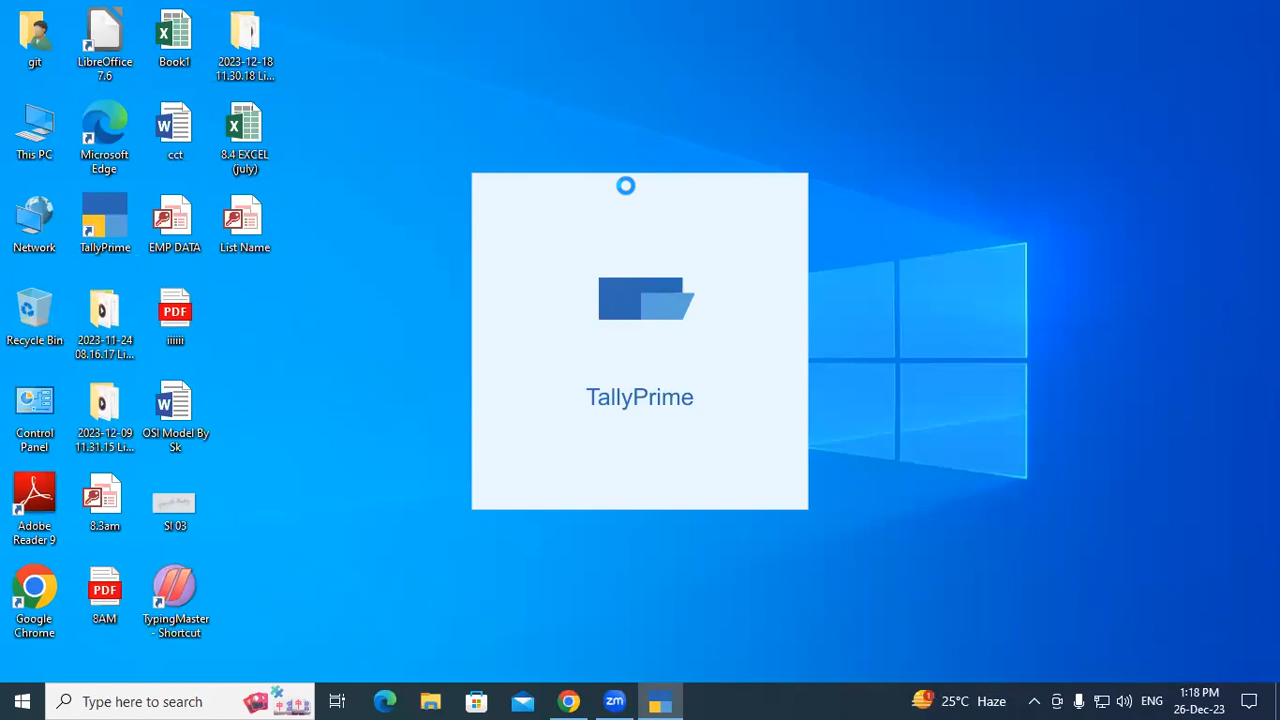 git
LibreOffice
7.6
Book1
2023-12-18
11.30.18 Li...
This PC
Microsoft
Edge
cct
8.4 EXCEL
(july)
Network
TallyPrime
EMP DATA
List Name
Recycle Bin
2023-11-24
08.16.17 Li...
PDF
iiiiii
Control
Panel
2023-12-09
11.31.15 Li...
OSI Model By
Sk
Adobe
Reader 9
8.3am
SI 03
Google
Chrome
PDF
8AM
TypingMaster
- Shortcut
TallyPrime
Type here to search
zm
25°C Haze
ENG
1:18 PM
26-Dec-23